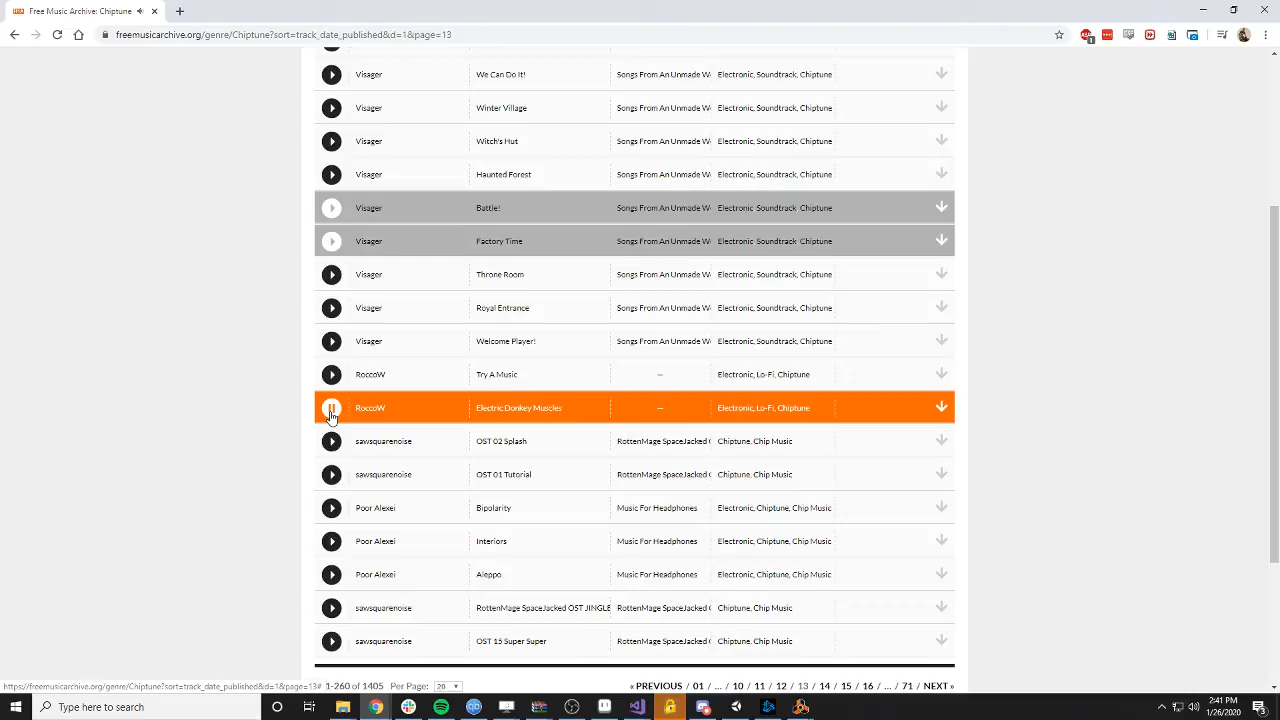 Free Music Archive: Chiptune
freemusicarchive.org/genre/Chiptune?sort=track_date_published&d=1&page=13
Visager We Can Do It! Songs From An Unmade W Electronic, Soundtrack, Chiptune
Visager Winter Village Songs From An Unmade W Electronic, Soundtrack, Chiptune
Visager Witch's Hut Songs From An Unmade W Electronic, Soundtrack, Chiptune
Visager Haunted Forest Songs From An Unmade W Electronic, Soundtrack, Chiptune
Visager Battle! Songs From An Unmade W Electronic, Soundtrack, Chiptune
Visager Factory Time Songs From An Unmade W Electronic, Soundtrack, Chiptune
Visager Throne Room Songs From An Unmade W Electronic, Soundtrack, Chiptune
Visager Royal Entrance Songs From An Unmade W Electronic, Soundtrack, Chiptune
Visager Welcome Player! Songs From An Unmade W Electronic, Soundtrack, Chiptune
RoccoW Try A Music — Electronic, Lo-Fi, Chiptune
RoccoW Electric Donkey Muscles — Electronic, Lo-Fi, Chiptune
sawsquarenoise OST 02 Splash RottenMage SpaceJacked Chiptune, Chip Music
sawsquarenoise OST 01 Tutorial RottenMage SpaceJacked Chiptune, Chip Music
Poor Alexei Bipolarity Music For Headphones Electronic, Chiptune, Chip Music
Poor Alexei Interiors Music For Headphones Electronic, Chiptune, Chip Music
Poor Alexei Aleppo Music For Headphones Electronic, Chiptune, Chip Music
sawsquarenoise RottenMage SpaceJacked OST JINGLE RottenMage SpaceJacked Chiptune, Chip Music
sawsquarenoise OST 15 Super Super RottenMage SpaceJacked Chiptune, Chip Music
https://freemusicarchive.org/genre/Chiptune?sort=track_date_published&d=1&page=13# 1-260 of 1405 Per Page: 20 « PREVIOUS / 01 / ... / 10 / 11 / 12 / 13 / 14 / 15 / 16 / ... / 71 / NEXT »
Type here to search
2:41 PM
1/26/2020